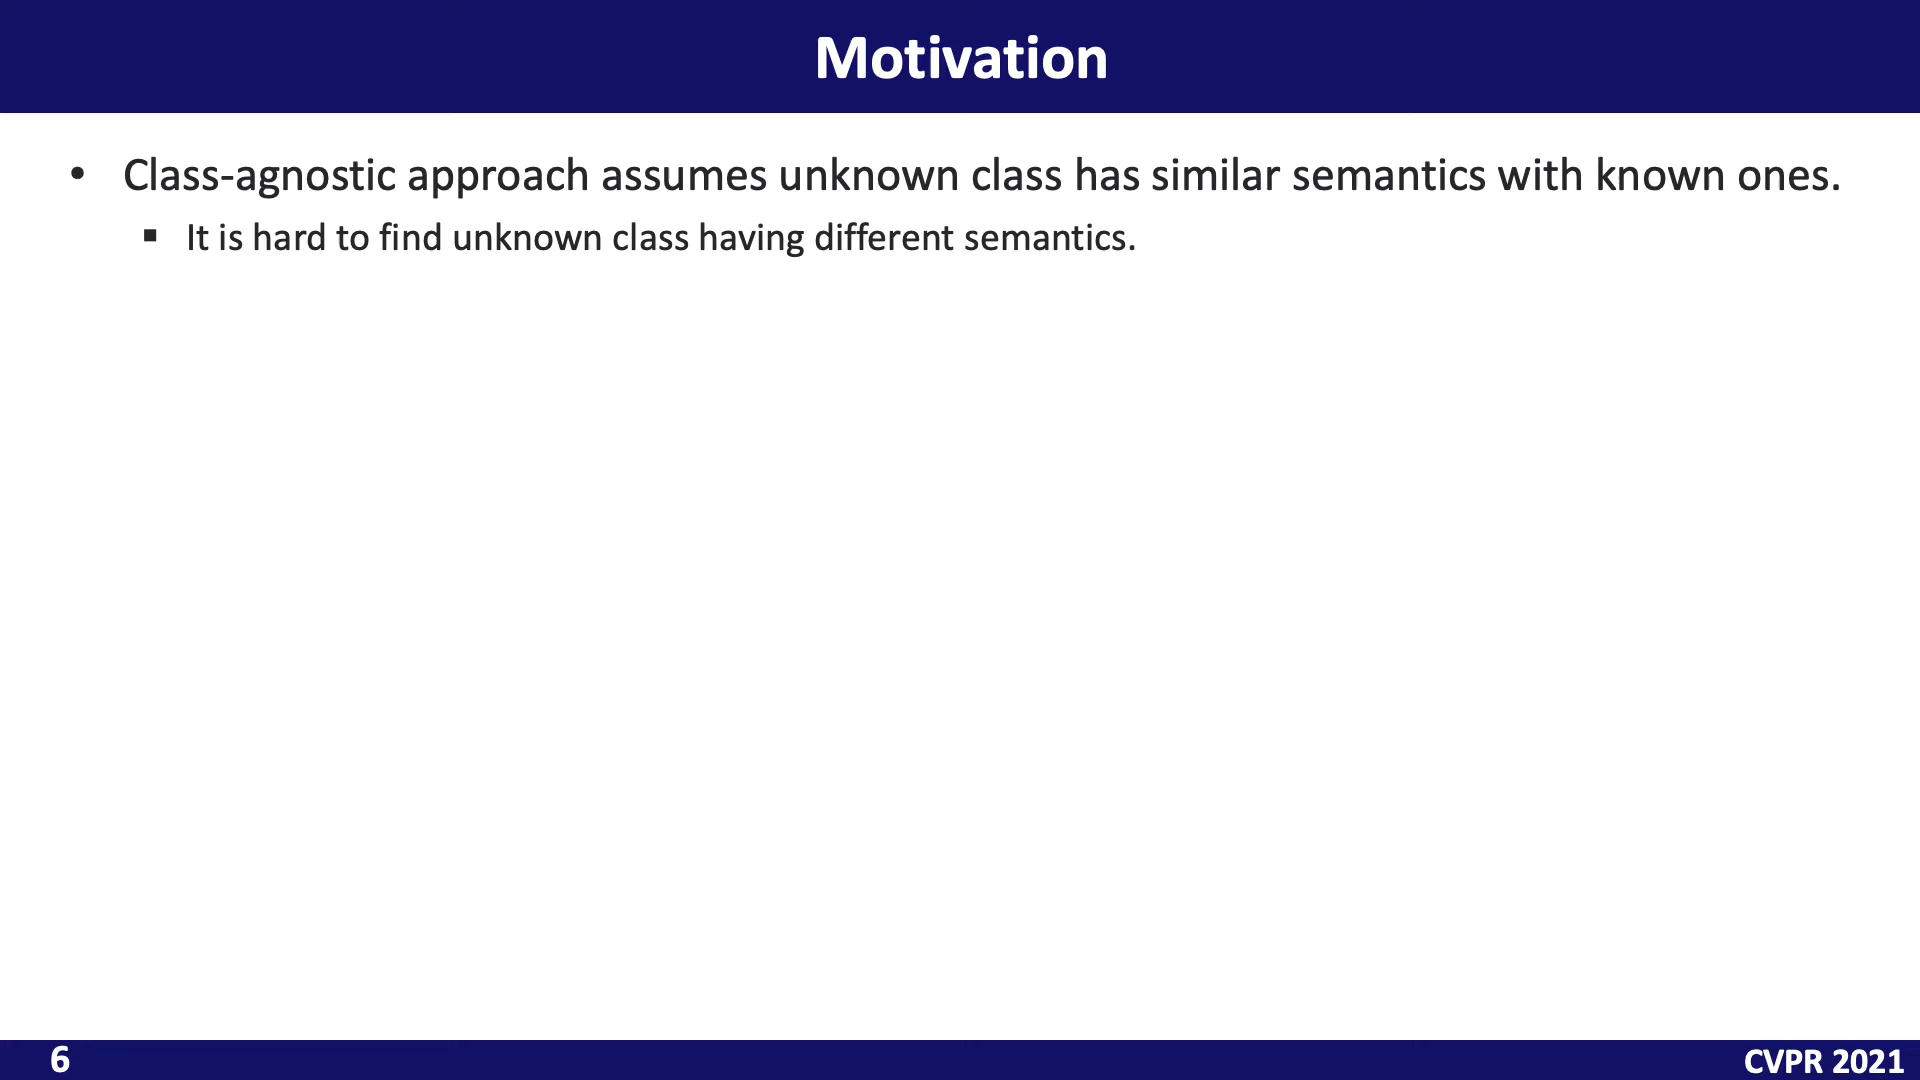 Motivation
• Class-agnostic approach assumes unknown class has similar semantics with known ones.
▪ It is hard to find unknown class having different semantics.
6
CVPR 2021